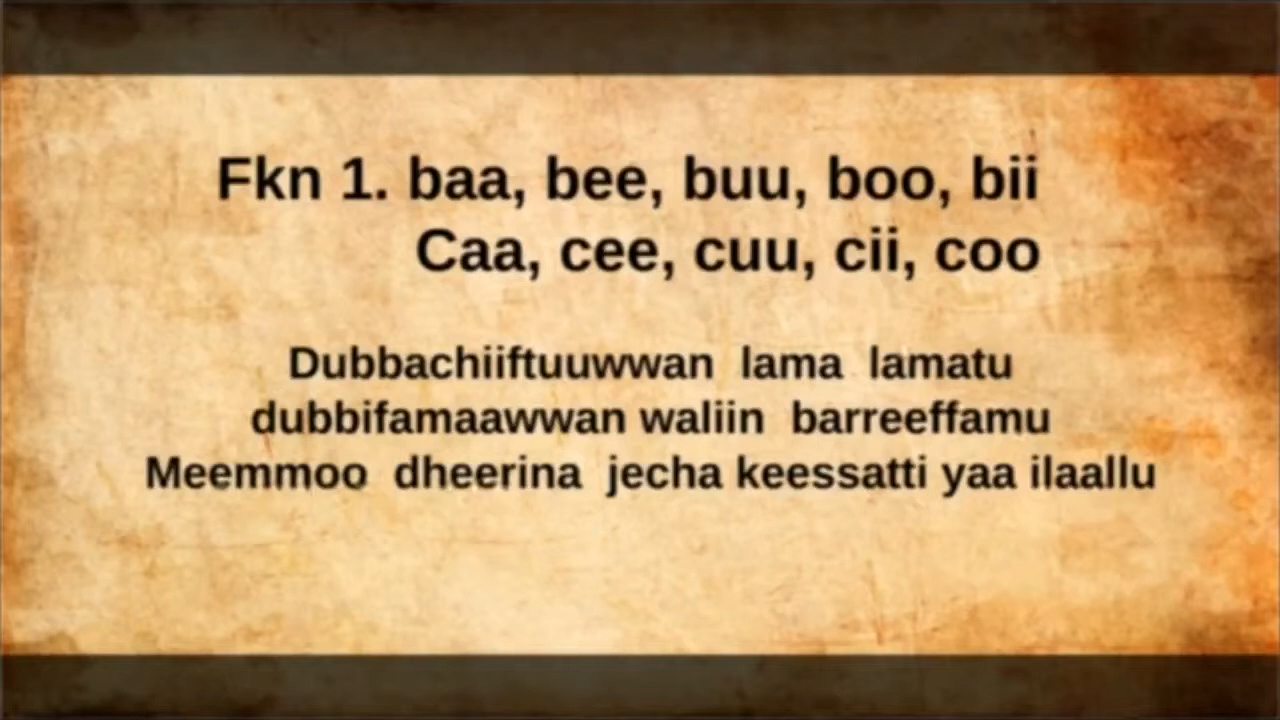 Fkn 1. baa, bee, buu, boo, bii
Caa, cee, cuu, cii, coo
Dubbachiiftuuwwan lama lamatu
dubbifamaawwan waliin barreeffamu
Meemmoo dheerina jecha keessatti yaa ilaallu